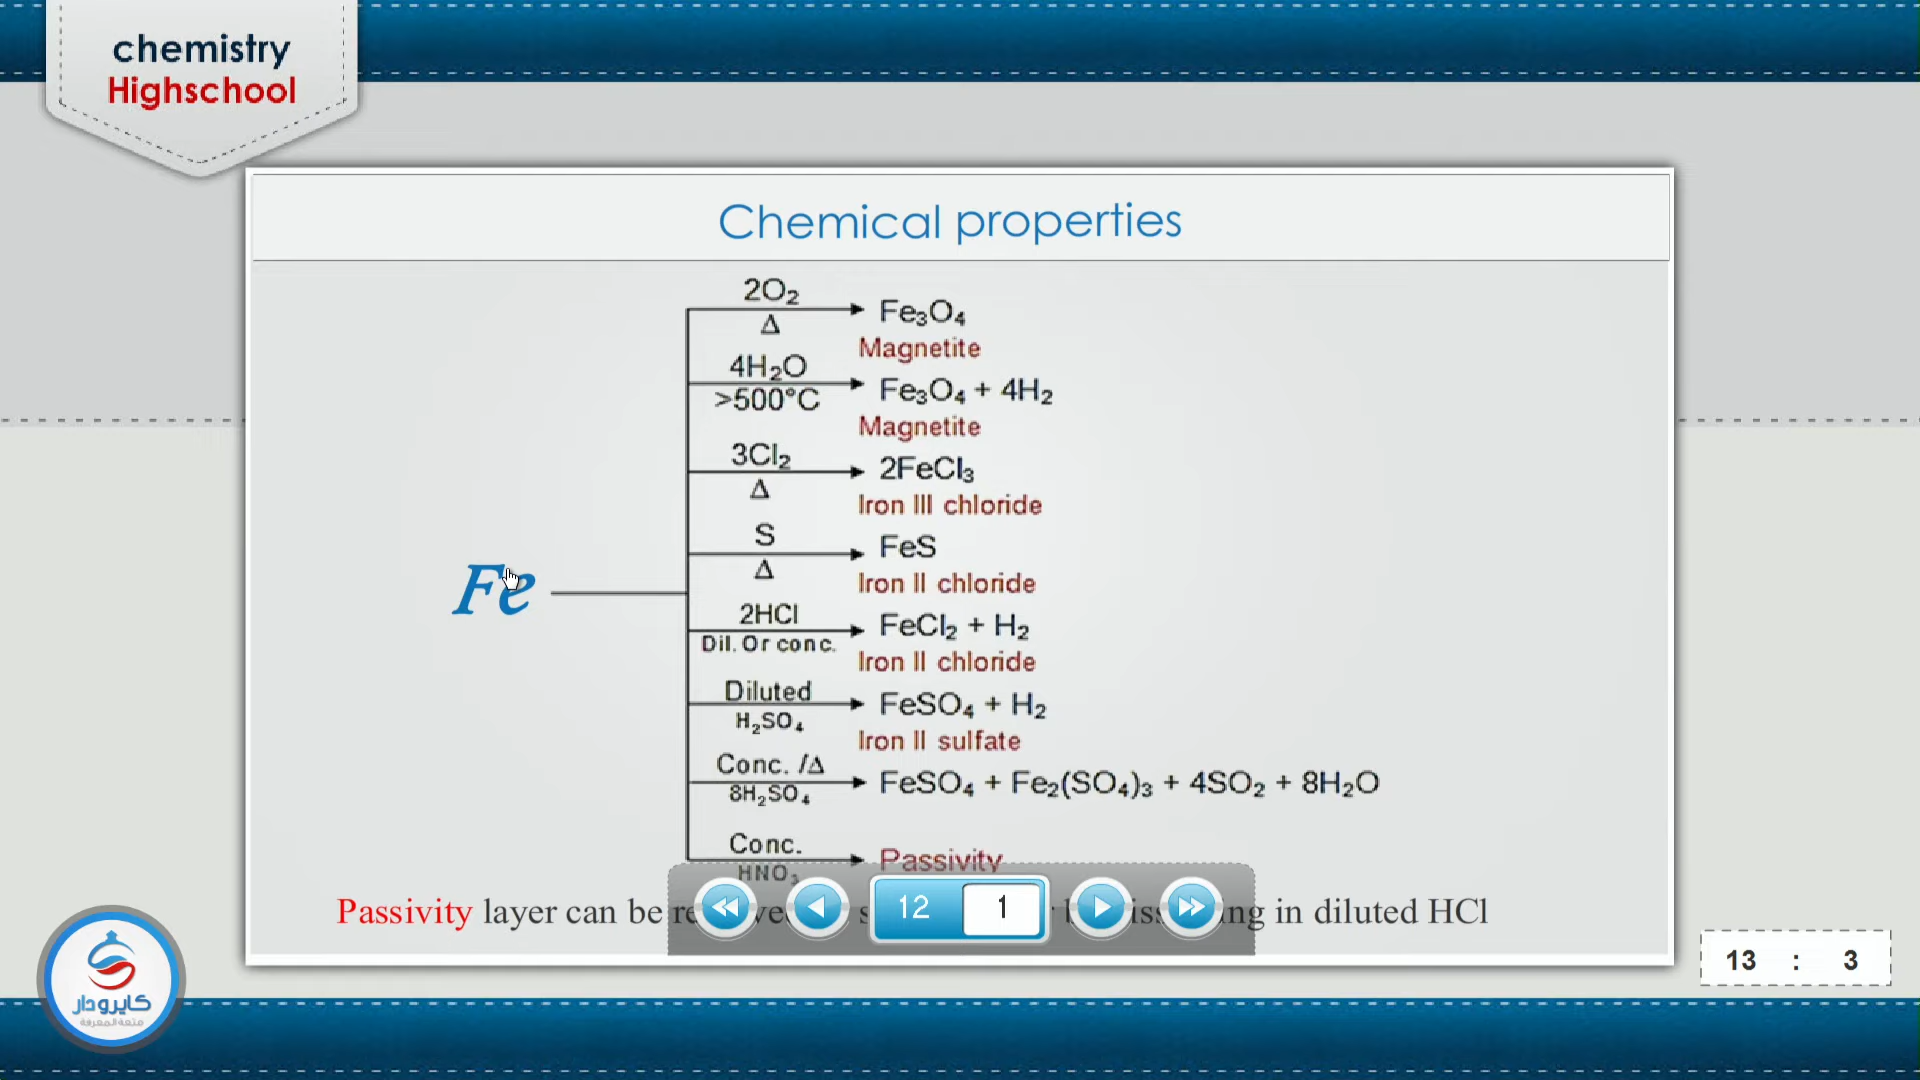 chemistry
Highschool
Chemical properties
2O₂
Δ
Fe₃O₄
Magnetite
4H₂O
>500°C
Fe₃O₄ + 4H₂
Magnetite
3Cl₂
Δ
2FeCl₃
Iron III chloride
S
Δ
FeS
Iron II chloride
Fe
2HCl
Dil. Or conc.
FeCl₂ + H₂
Iron II chloride
Diluted
H₂SO₄
FeSO₄ + H₂
Iron II sulfate
Conc. /Δ
8H₂SO₄
FeSO₄ + Fe₂(SO₄)₃ + 4SO₂ + 8H₂O
Conc.
HNO₃
Passivity
Passivity layer can be in diluted HCl
12 1
13 : 3
كايرودار
متعة المعرفة